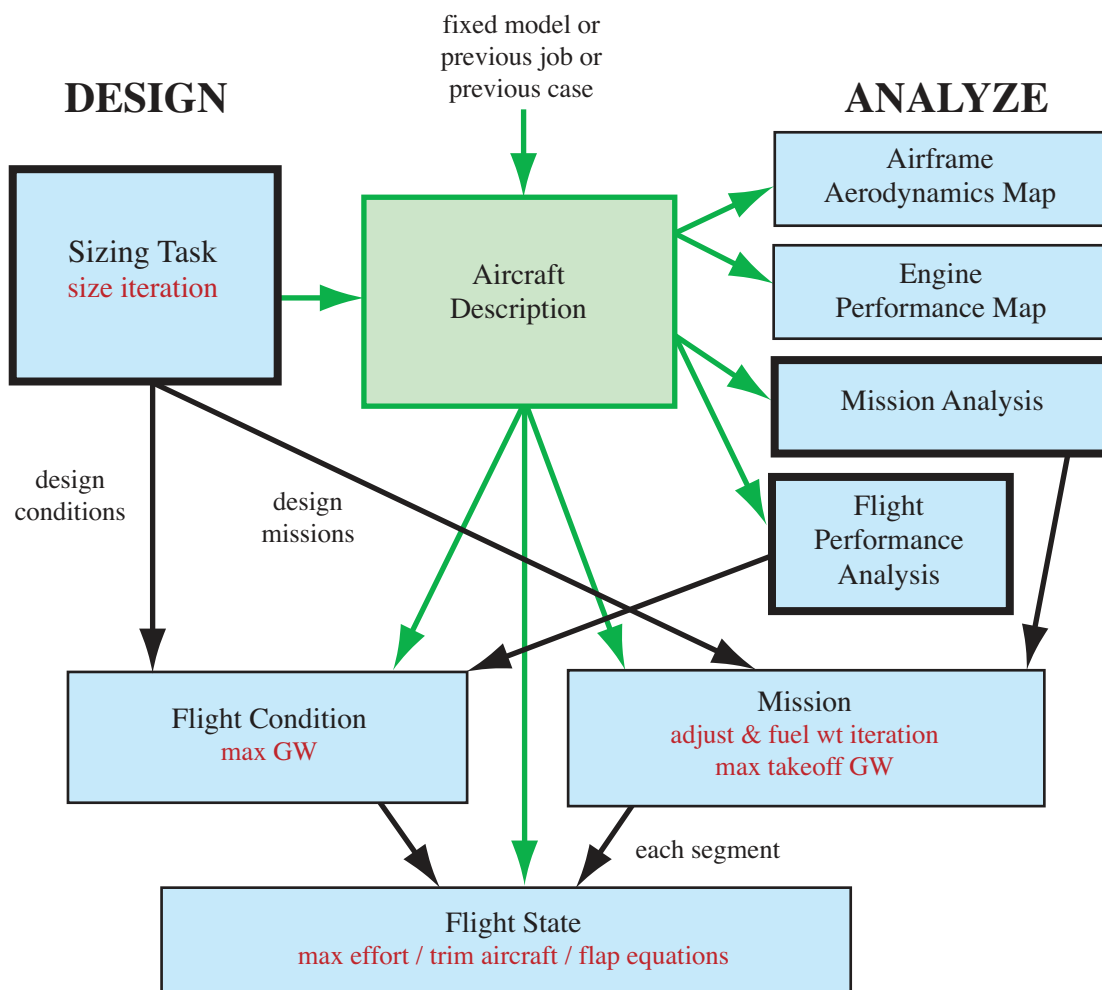 fixed model or
previous job or
previous case
DESIGN
ANALYZE
Airframe
Aerodynamics Map
Sizing Task
size iteration
Aircraft
Description
Engine
Performance Map
Mission Analysis
design
conditions
design
missions
Flight
Performance
Analysis
Flight Condition
max GW
Mission
adjust & fuel wt iteration
max takeoff GW
each segment
Flight State
max effort / trim aircraft / flap equations